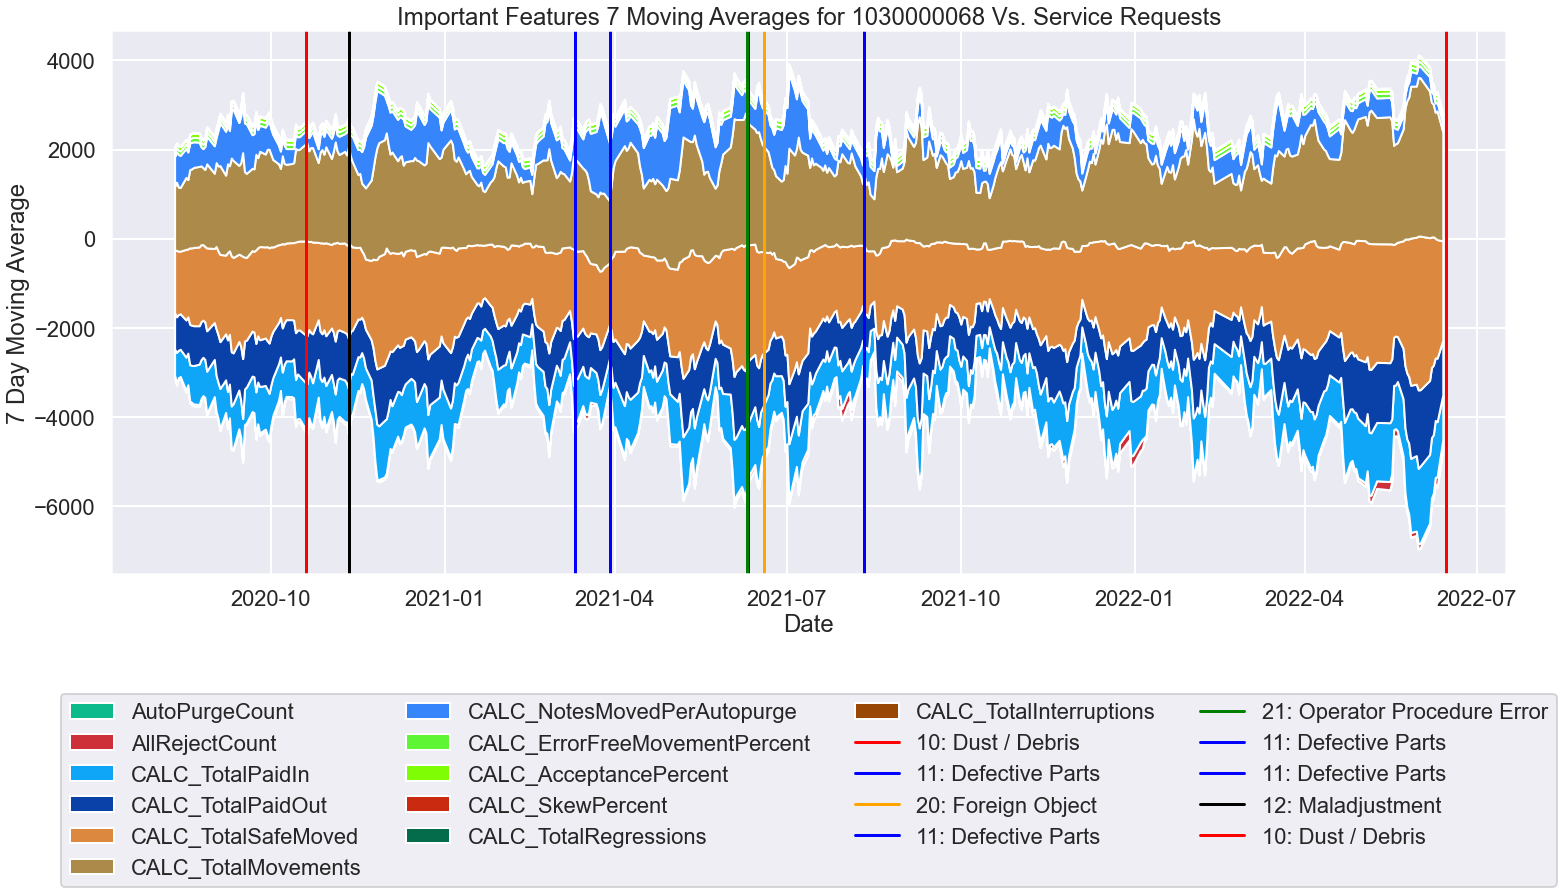 Important Features 7 Moving Averages for 1030000068 Vs. Service Requests
7 Day Moving Average
4000
2000
0
−2000
−4000
−6000
2020-10 2021-01 2021-04 2021-07 2021-10 2022-01 2022-04 2022-07
Date
AutoPurgeCount
AllRejectCount
CALC_TotalPaidIn
CALC_TotalPaidOut
CALC_TotalSafeMoved
CALC_TotalMovements
CALC_NotesMovedPerAutopurge
CALC_ErrorFreeMovementPercent
CALC_AcceptancePercent
CALC_SkewPercent
CALC_TotalRegressions
CALC_TotalInterruptions
10: Dust / Debris
11: Defective Parts
20: Foreign Object
11: Defective Parts
21: Operator Procedure Error
11: Defective Parts
11: Defective Parts
12: Maladjustment
10: Dust / Debris